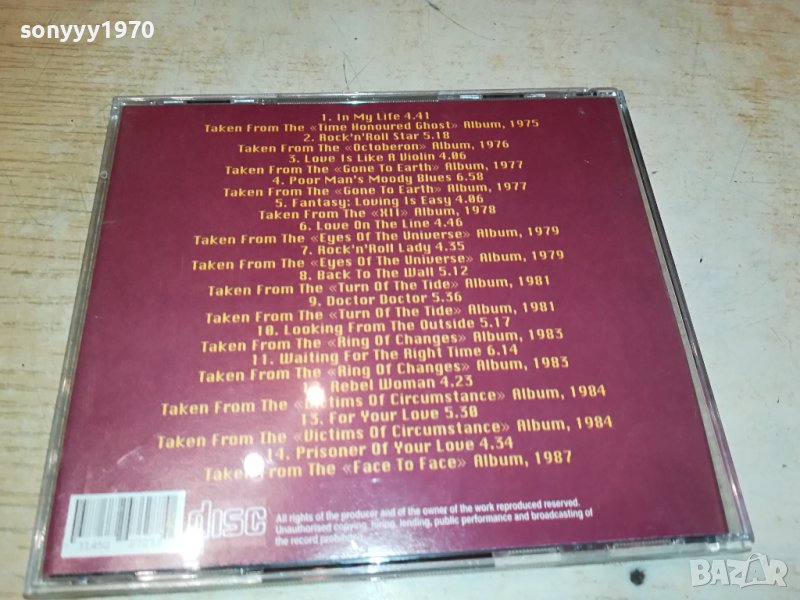 sonyyy1970
1. In My Life 4.41
Taken From The «Time Honoured Ghost» Album, 1975
2. Rock'n'Roll Star 5.18
Taken From The «Octoberon» Album, 1976
3. Love Is Like A Violin 4.06
Taken From The «Gone To Earth» Album, 1977
4. Poor Man's Moody Blues 6.58
Taken From The «Gone To Earth» Album, 1977
5. Fantasy: Loving Is Easy 4.06
Taken From The «XII» Album, 1978
6. Love On The Line 4.46
Taken From The «Eyes Of The Universe» Album, 1979
7. Rock'n'Roll Lady 4.35
Taken From The «Eyes Of The Universe» Album, 1979
8. Back To The Wall 5.12
Taken From The «Turn Of The Tide» Album, 1981
9. Doctor Doctor 5.36
Taken From The «Turn Of The Tide» Album, 1981
10. Looking From The Outside 5.17
Taken From The «Ring Of Changes» Album, 1983
11. Waiting For The Right Time 6.14
Taken From The «Ring Of Changes» Album, 1983
Rebel Woman 4.23
Taken From The «Victims Of Circumstance» Album, 1984
13. For Your Love 5.30
Taken From The «Victims Of Circumstance» Album, 1984
14. Prisoner Of Your Love 4.34
Taken From The «Face To Face» Album, 1987
disc
All rights of the producer and of the owner of the work reproduced reserved.
Unauthorised copying, hiring, lending, public performance and broadcasting of
the record prohibited
BAZAR